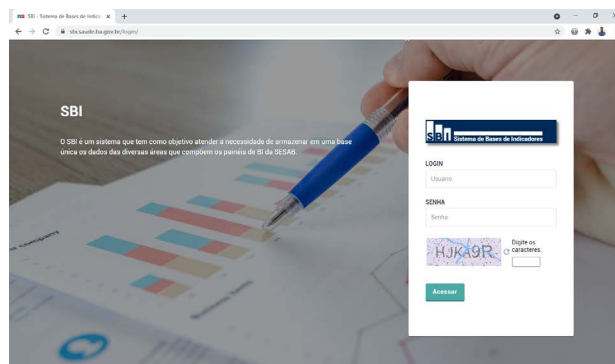 SBI - Sistema de Bases de Indica
sbi.saude.ba.gov.br/login/
SBI
O SBI é um sistema que tem como objetivo atender a necessidade de armazenar em uma base
única os dados das diversas áreas que compõem os painéis de BI da SESAB.
SBI Sistema de Bases de Indicadores
LOGIN
Usuário
SENHA
Senha
HJKA9R
Digite os
caracteres.
Acessar
company
Business